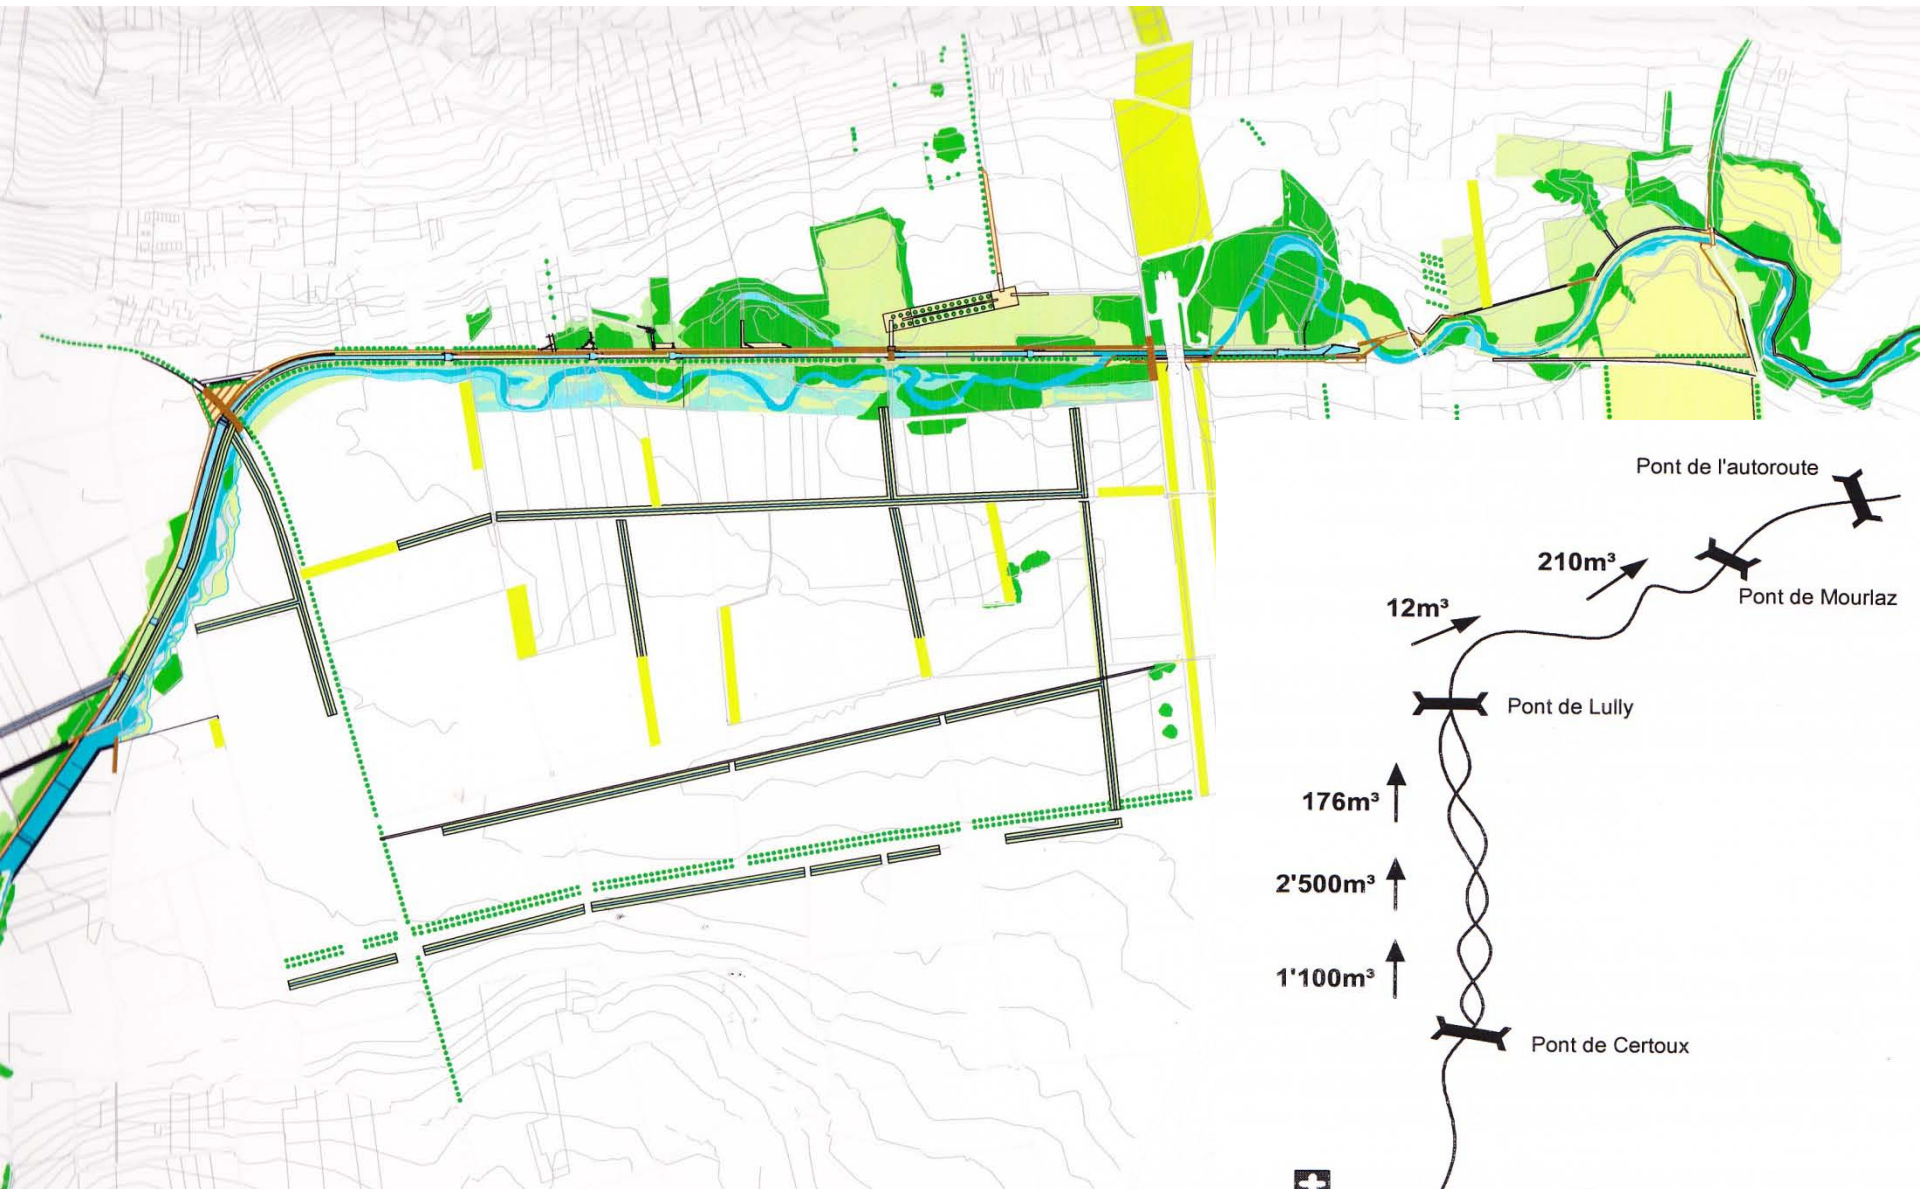 Pont de l'autoroute
210m³
Pont de Mourlaz
12m³
Pont de Lully
176m³
2'500m³
1'100m³
Pont de Certoux